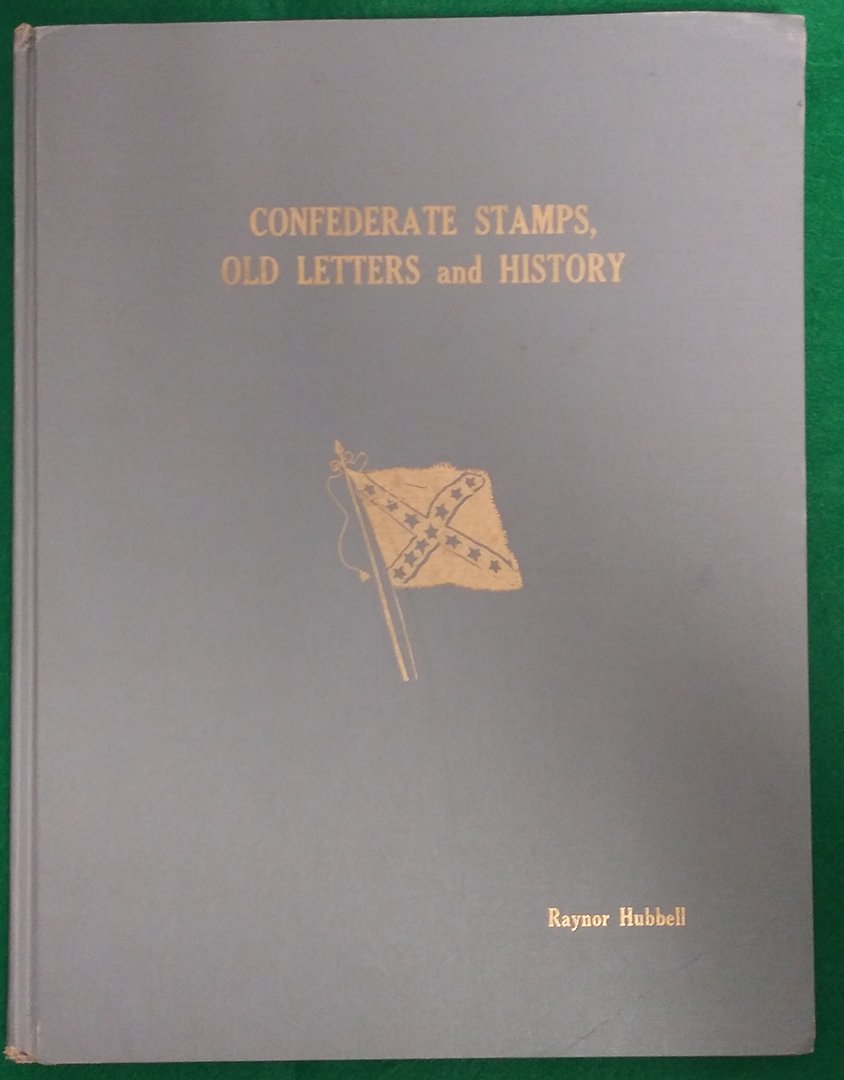 CONFEDERATE STAMPS,
OLD LETTERS and HISTORY
Raynor Hubbell